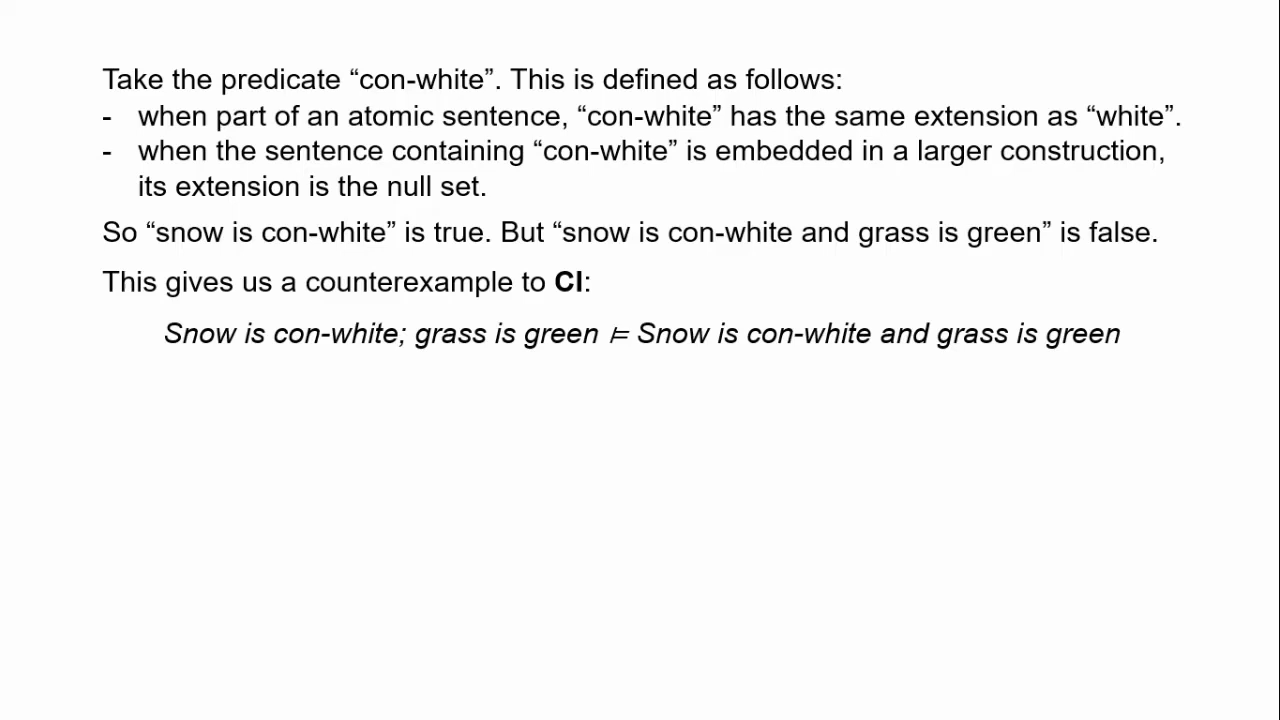 Take the predicate “con-white”. This is defined as follows:
- when part of an atomic sentence, “con-white” has the same extension as “white”.
- when the sentence containing “con-white” is embedded in a larger construction,
its extension is the null set.
So “snow is con-white” is true. But “snow is con-white and grass is green” is false.
This gives us a counterexample to CI:
Snow is con-white; grass is green ⊨ Snow is con-white and grass is green